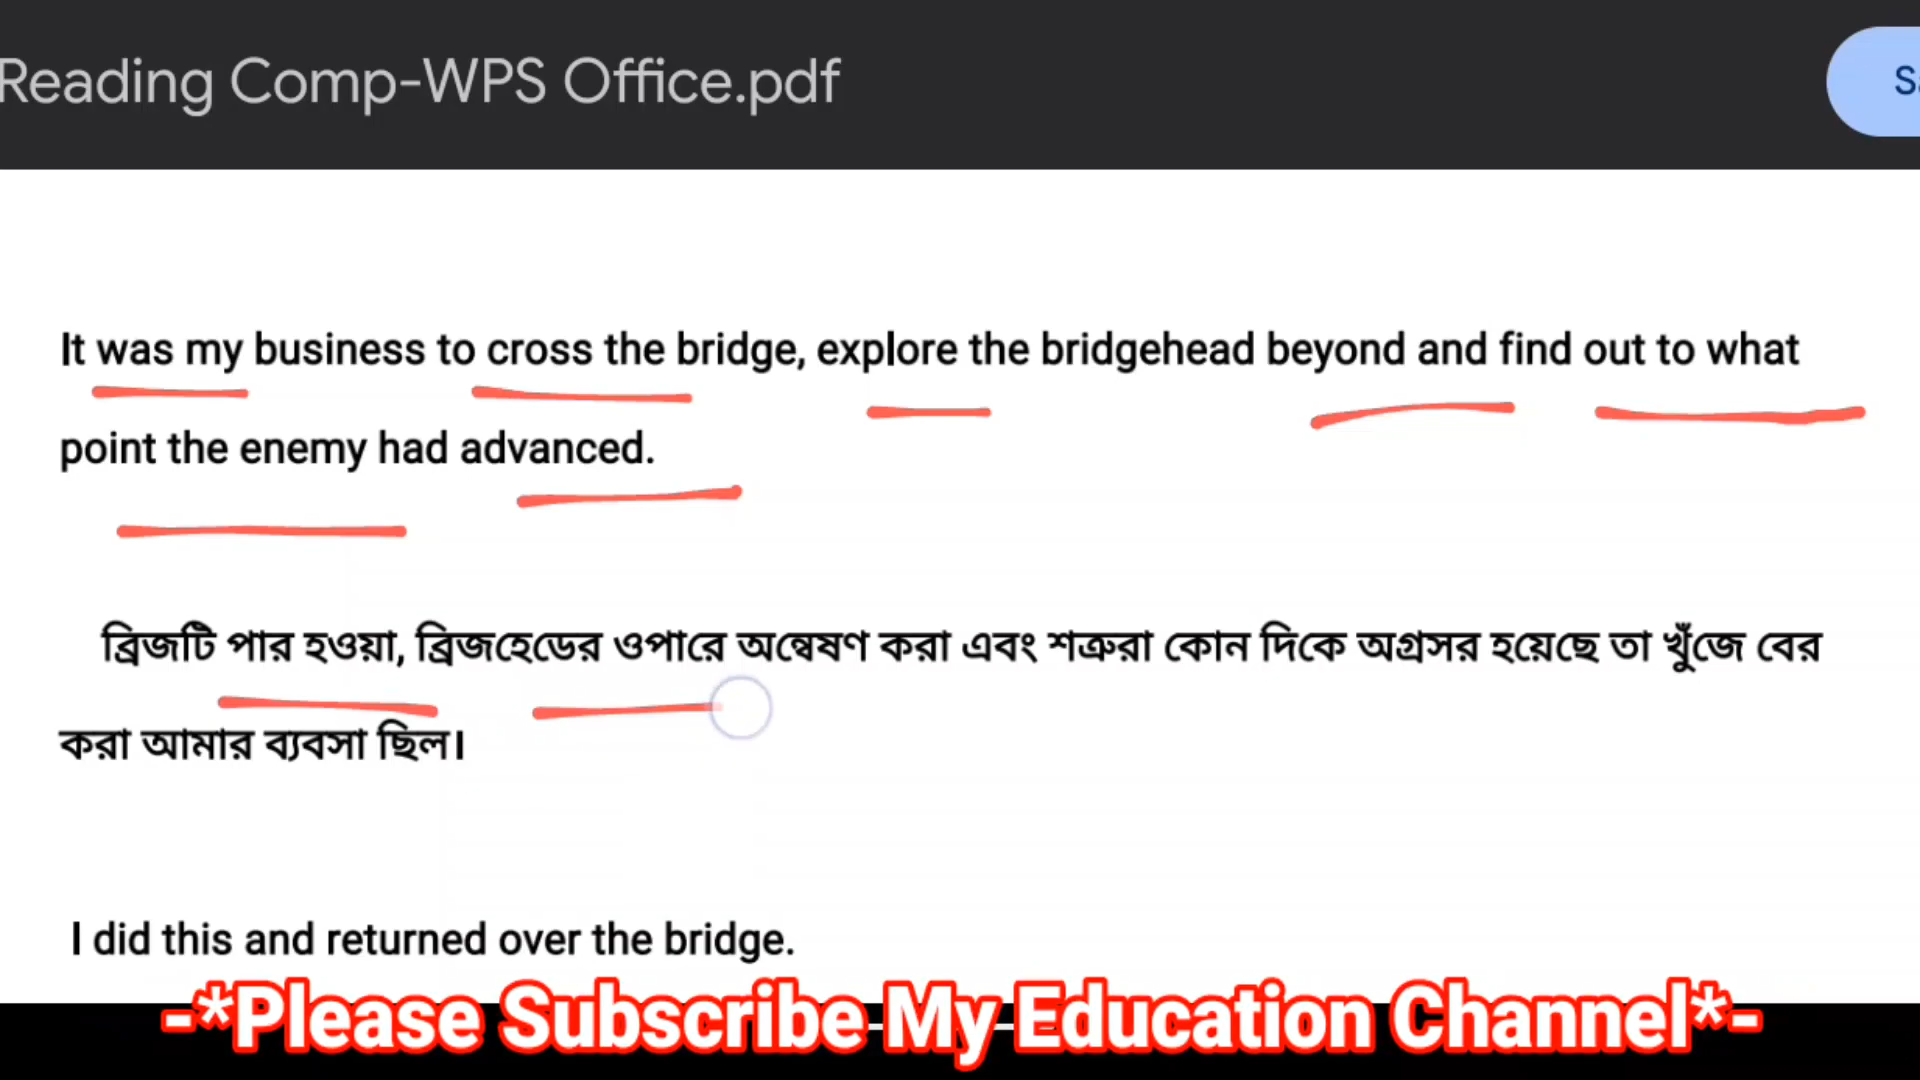 Reading Comp-WPS Office.pdf
It was my business to cross the bridge, explore the bridgehead beyond and find out to what
point the enemy had advanced.
ব্রিজটি পার হওয়া, ব্রিজহেডের ওপারে অন্বেষণ করা এবং শত্রুরা কোন দিকে অগ্রসর হয়েছে তা খুঁজে বের
করা আমার ব্যবসা ছিল।
I did this and returned over the bridge.
-*Please Subscribe My Education Channel*-